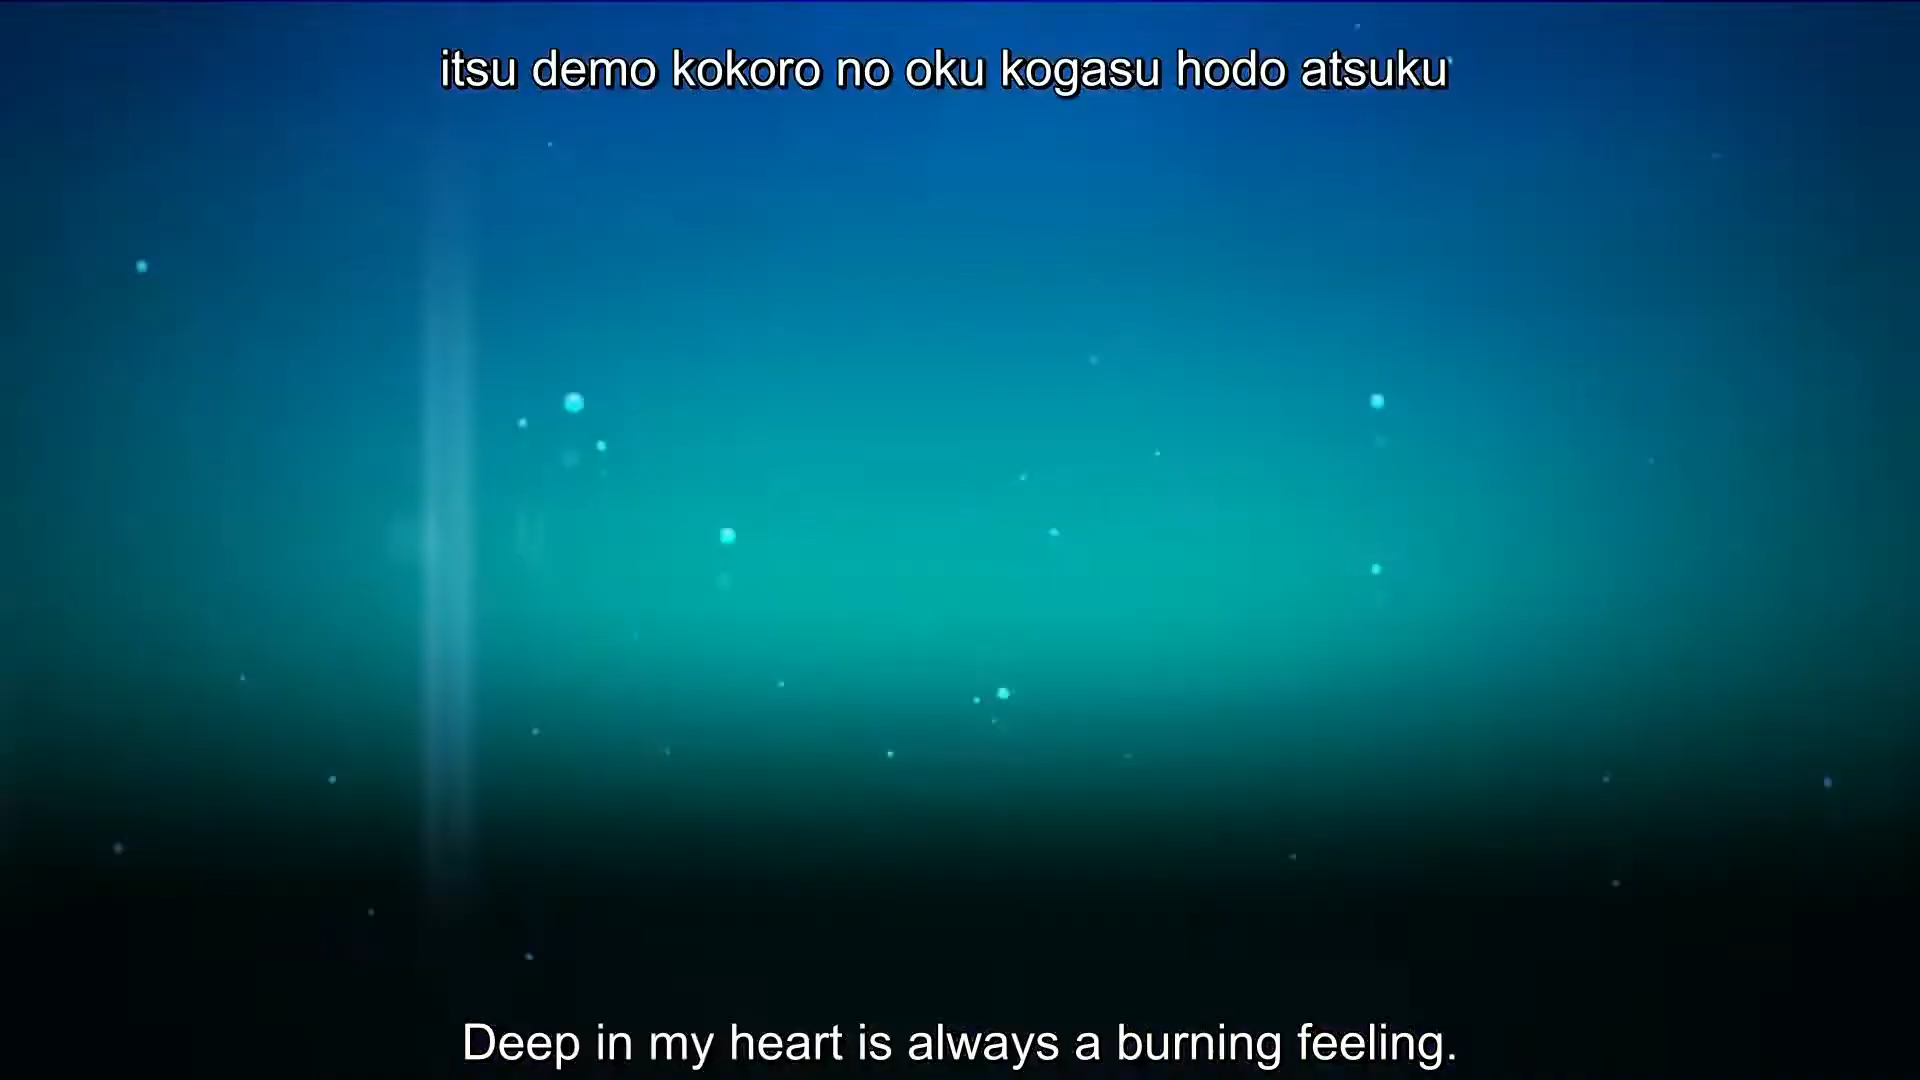 itsu demo kokoro no oku kogasu hodo atsuku
Deep in my heart is always a burning feeling.